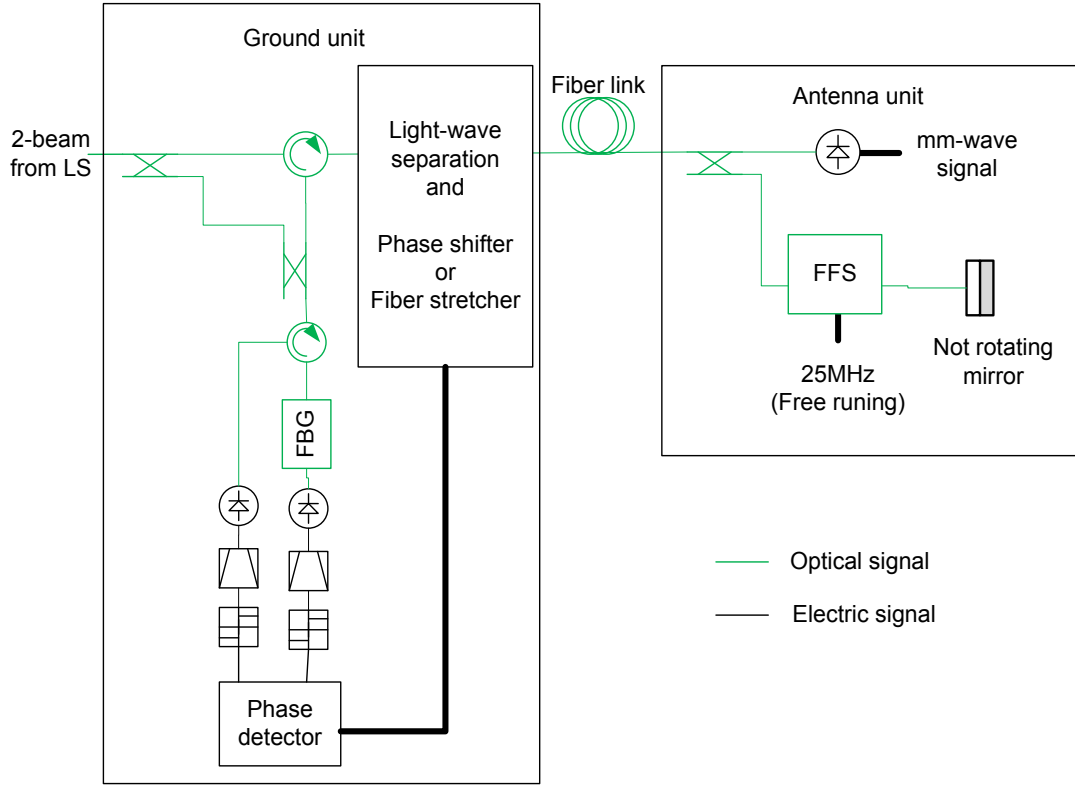 Ground unit
2-beam
from LS
Light-wave
separation
and
Phase shifter
or
Fiber stretcher
Fiber link
Antenna unit
mm-wave
signal
FFS
25MHz
(Free runing)
Not rotating
mirror
FBG
Phase
detector
Optical signal
Electric signal